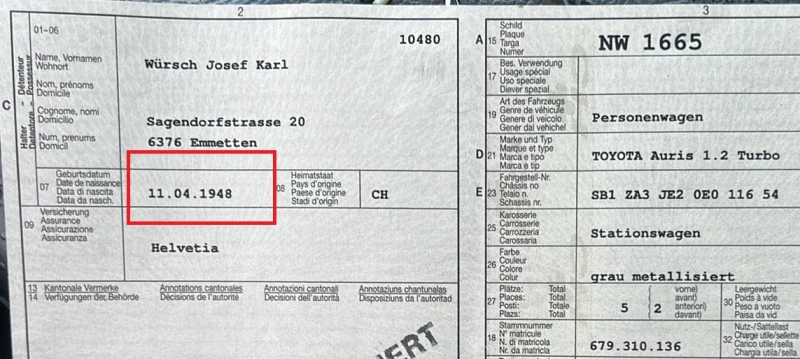 2
01-06
10480
C
Halter - Détenteur
Detentore - Possessur
Name, Vornamen
Wohnort
Nom, prénoms
Domicile
Cognome, nomi
Domicilio
Num, prenums
Domicil
Würsch Josef Karl
Sagendorfstrasse 20
6376 Emmetten
07
Geburtsdatum
Date de naissance
Data di nascita
Data da nasch.
11.04.1948
08
Heimatstaat
Pays d'origine
Paese d'origine
Stadi d'origin
CH
09
Versicherung
Assurance
Assicurazione
Assicuranza
Helvetia
13 Kantonale Vermerke Annotations cantonales Annotazioni cantonali Annotaziuns chantunalas
14 Verfügungen der Behörde Décisions de l'autorité Decisioni dell'autorità Disposiziuns da l'autoritad
ERT
3
A
15
Schild
Plaque
Targa
Numer
NW 1665
17
Bes. Verwendung
Usage spécial
Uso speciale
Diever spezial
19
Art des Fahrzeugs
Genre de véhicule
Genere di veicolo
Gener dal vehichel
Personenwagen
D
21
Marke und Typ
Marque et type
Marca e tipo
Marca e tip
TOYOTA Auris 1.2 Turbo
E
23
Fahrgestell-Nr.
Châssis no
Telaio n.
Schassis nr.
SB1 ZA3 JE2 0E0 116 54
25
Karosserie
Carrosserie
Carrozzeria
Carossaria
Stationswagen
26
Farbe
Couleur
Colore
Colur
grau metallisiert
27
Plätze: Total
Places: Total
Posti: Totale
Plazs: Total
5
vorne)
avant)
anteriori)
davant)
2
30
Leergewicht
Poids à vide
Peso a vuoto
Paisa da vid
18
Stammnummer
N° matricule
N. di matricola
Nr. da matricla
679.310.136
32
Nutz-/Sattellast
Charge utile/sellette
Carico utile/sella
Chargia utila/sella